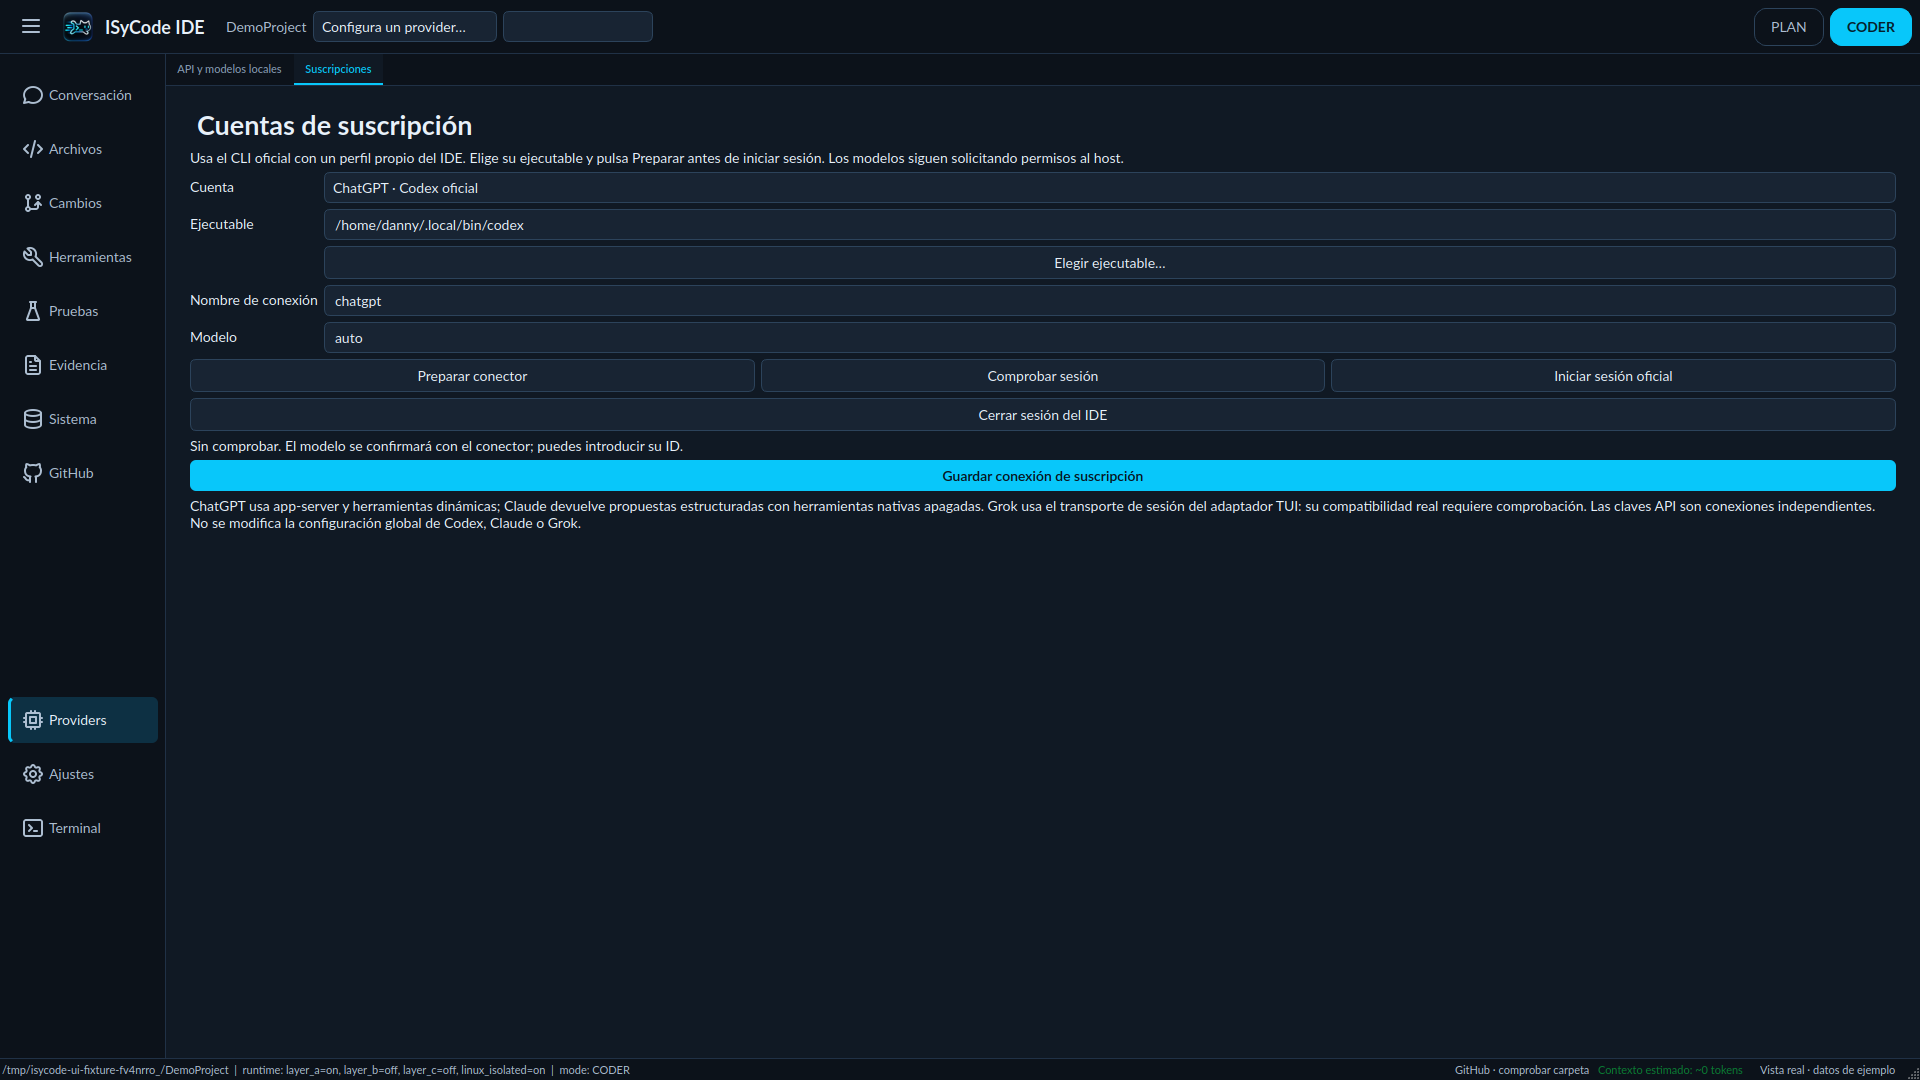 ISyCode IDE
DemoProject
Configura un provider...
PLAN
CODER
API y modelos locales
Suscripciones
Conversación
Archivos
Cambios
Herramientas
Pruebas
Evidencia
Sistema
GitHub
Providers
Ajustes
Terminal
Cuentas de suscripción
Usa el CLI oficial con un perfil propio del IDE. Elige su ejecutable y pulsa Preparar antes de iniciar sesión. Los modelos siguen solicitando permisos al host.
Cuenta
ChatGPT · Codex oficial
Ejecutable
/home/danny/.local/bin/codex
Elegir ejecutable...
Nombre de conexión
chatgpt
Modelo
auto
Preparar conector
Comprobar sesión
Iniciar sesión oficial
Cerrar sesión del IDE
Sin comprobar. El modelo se confirmará con el conector; puedes introducir su ID.
Guardar conexión de suscripción
ChatGPT usa app-server y herramientas dinámicas; Claude devuelve propuestas estructuradas con herramientas nativas apagadas. Grok usa el transporte de sesión del adaptador TUI: su compatibilidad real requiere comprobación. Las claves API son conexiones independientes.
No se modifica la configuración global de Codex, Claude o Grok.
/tmp/isycode-ui-fixture-fv4nrro_/DemoProject | runtime: layer_a=on, layer_b=off, layer_c=off, linux_isolated=on | mode: CODER
GitHub · comprobar carpeta
Contexto estimado: ~0 tokens
Vista real · datos de ejemplo